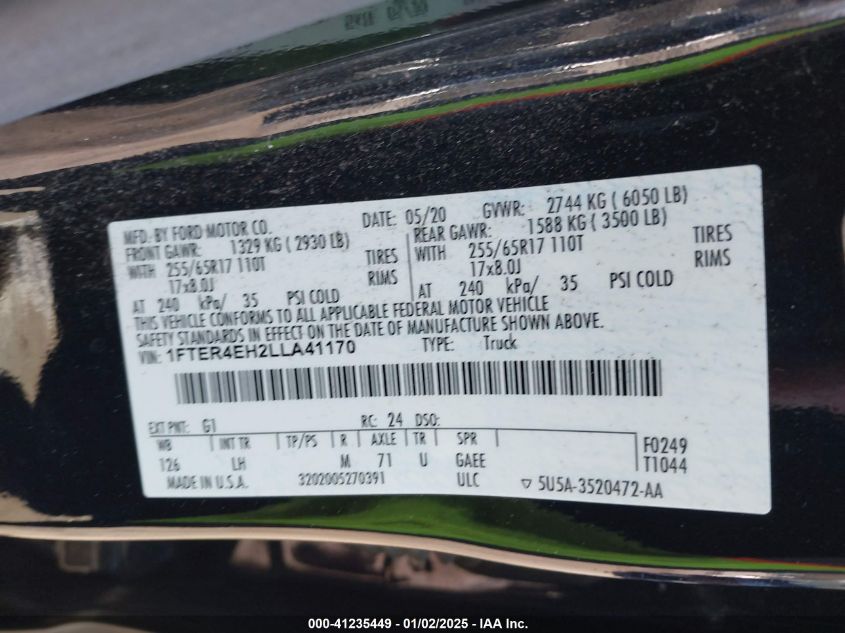 MFD. BY FORD MOTOR CO. DATE: 05/20 GVWR: 2744 KG ( 6050 LB)
FRONT GAWR: 1329 KG ( 2930 LB) REAR GAWR: 1588 KG ( 3500 LB)
WITH 255/65R17 110T TIRES WITH 255/65R17 110T TIRES
17x8.0J RIMS 17x8.0J RIMS
AT 240 kPa/ 35 PSI COLD AT 240 kPa/ 35 PSI COLD
THIS VEHICLE CONFORMS TO ALL APPLICABLE FEDERAL MOTOR VEHICLE
SAFETY STANDARDS IN EFFECT ON THE DATE OF MANUFACTURE SHOWN ABOVE.
VIN: 1FTER4EH2LLA41170 TYPE: Truck
EXT PNT: G1 RC: 24 DSO:
WB INT TR TP/PS R AXLE TR SPR F0249
126 LH M 71 U GAEE T1044
MADE IN U.S.A. 3202005270391 ULC ▽ 5U5A-3520472-AA
000-41235449 - 01/02/2025 - IAA Inc.